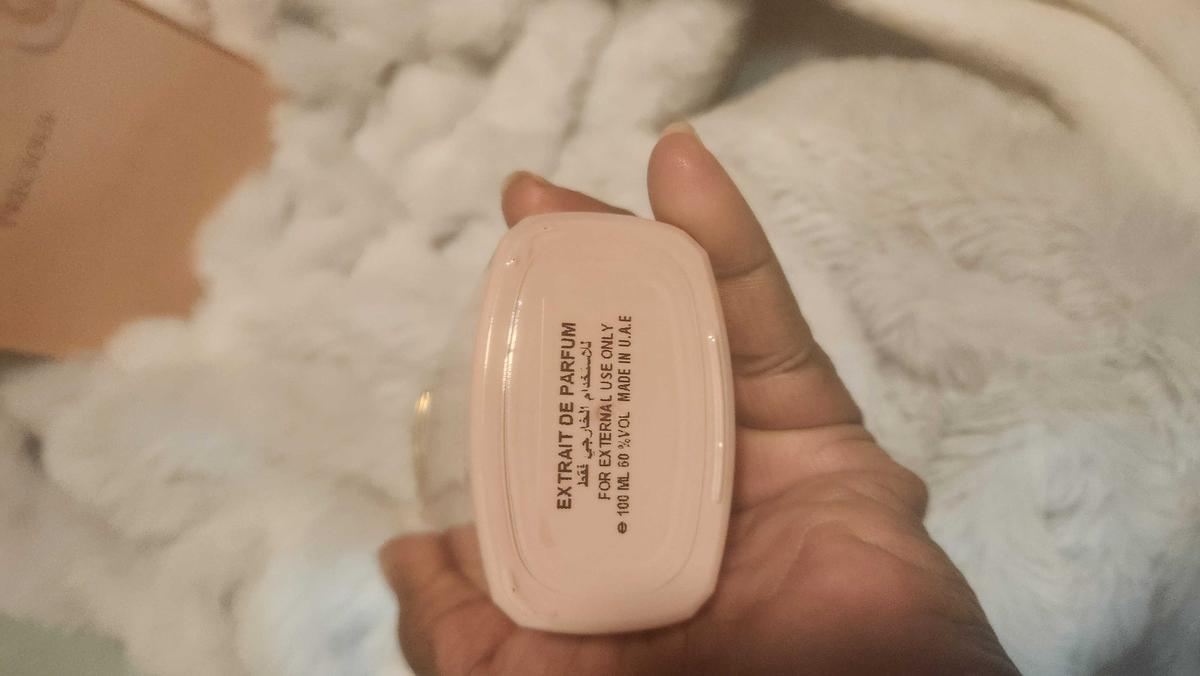 EXTRAIT DE PARFUM
للاستخدام الخارجي فقط
FOR EXTERNAL USE ONLY
℮ 100 ML 60 %VOL MADE IN U.A.E